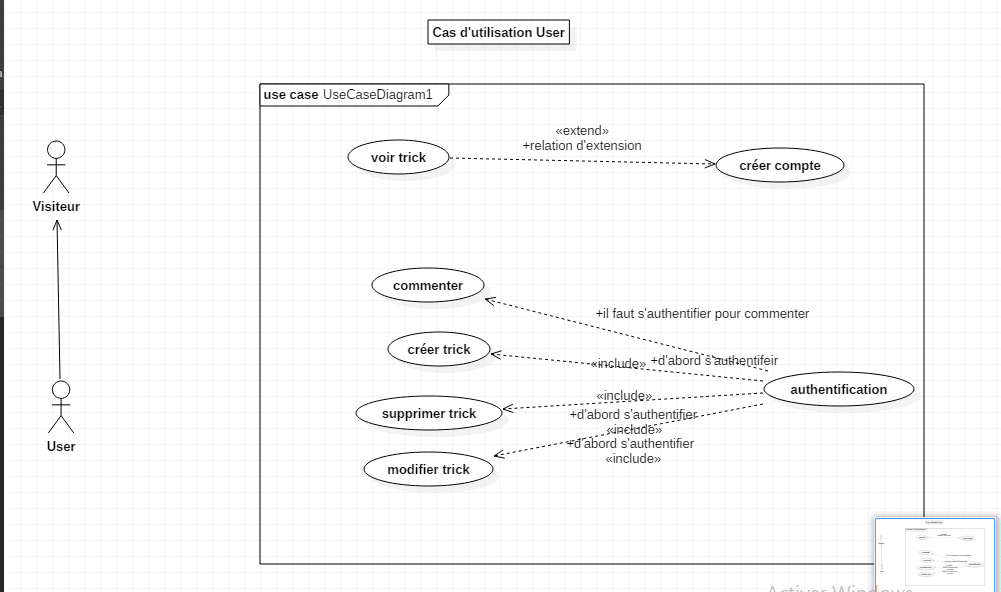 Cas d'utilisation User
use case UseCaseDiagram1
«extend»
+relation d'extension
voir trick
créer compte
Visiteur
commenter
+il faut s'authentifier pour commenter
créer trick
«include» +d'abord s'authentifeir
authentification
«include»
supprimer trick
+d'abord s'authentifier
«include»
+d'abord s'authentifier
User
«include»
modifier trick
Activer Windows